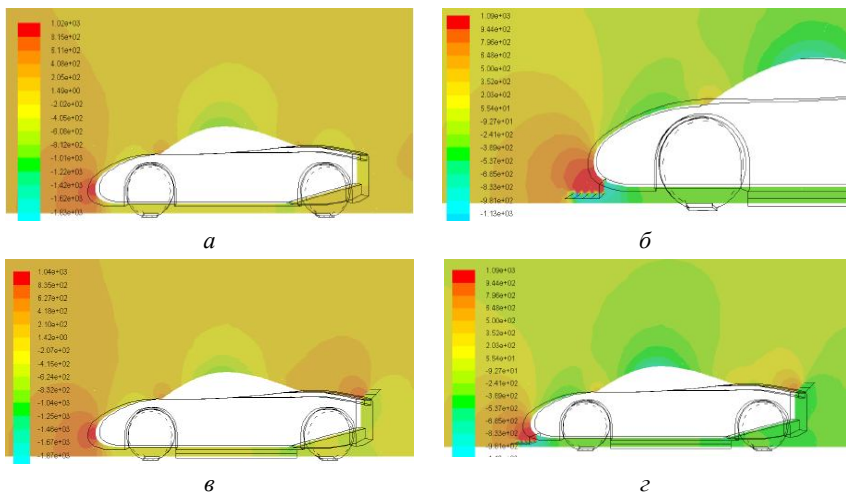 1.02e+03
8.15e+02
6.11e+02
4.08e+02
2.05e+02
1.49e+00
-2.02e+02
-4.05e+02
-6.08e+02
-8.12e+02
-1.01e+03
-1.22e+03
-1.42e+03
-1.62e+03
-1.83e+03
а
1.09e+03
9.44e+02
7.96e+02
6.48e+02
5.00e+02
3.52e+02
2.03e+02
5.54e+01
-9.27e+01
-2.41e+02
-3.89e+02
-5.37e+02
-6.85e+02
-8.33e+02
-9.81e+02
-1.13e+03
б
1.04e+03
8.35e+02
6.27e+02
4.18e+02
2.10e+02
1.42e+00
-2.07e+02
-4.15e+02
-6.24e+02
-8.32e+02
-1.04e+03
-1.25e+03
-1.46e+03
-1.67e+03
-1.87e+03
в
1.09e+03
9.44e+02
7.96e+02
6.48e+02
5.00e+02
3.52e+02
2.03e+02
5.54e+01
-9.27e+01
-2.41e+02
-3.89e+02
-5.37e+02
-6.85e+02
-8.33e+02
-9.81e+02
г